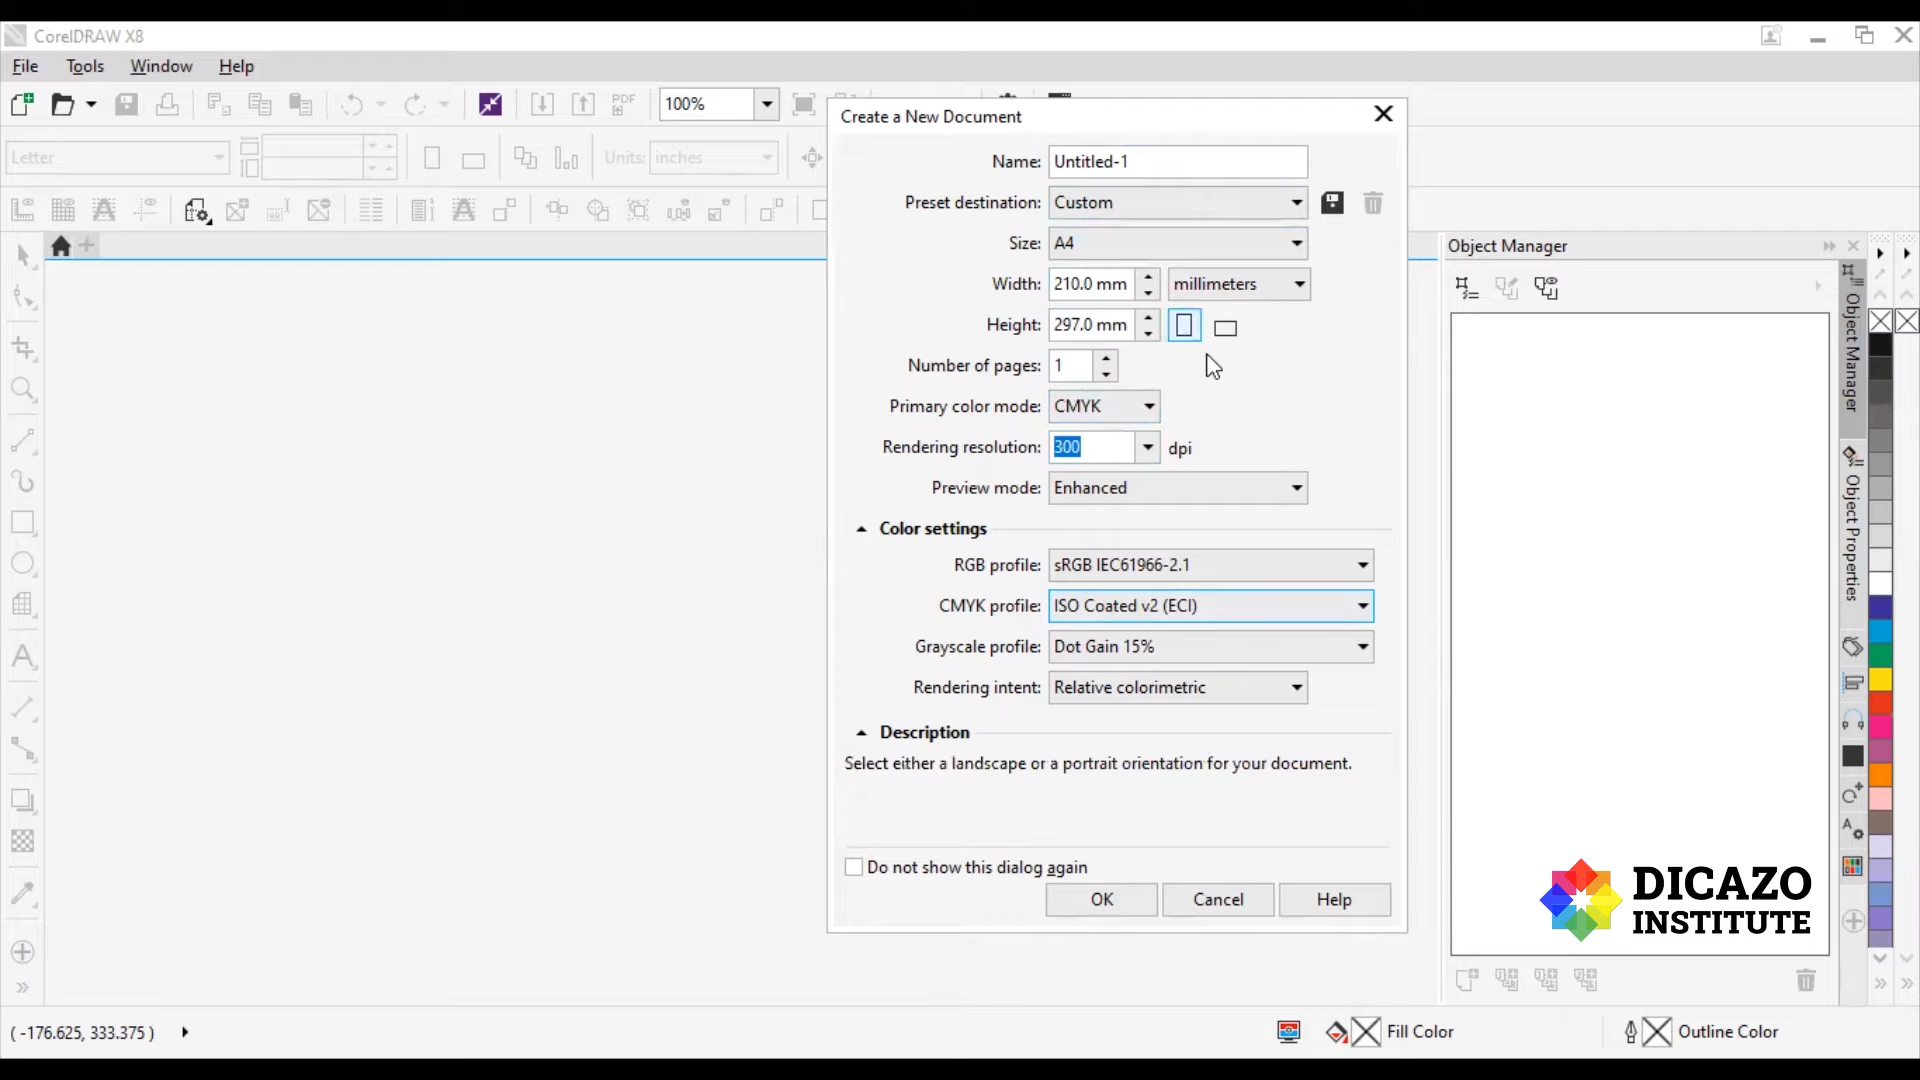 CorelDRAW X8
File Tools Window Help
PDF
100%
Letter
Units: inches
Create a New Document
Name: Untitled-1
Preset destination: Custom
Size: A4
Width: 210.0 mm millimeters
Height: 297.0 mm
Number of pages: 1
Primary color mode: CMYK
Rendering resolution: 300 dpi
Preview mode: Enhanced
Color settings
RGB profile: sRGB IEC61966-2.1
CMYK profile: ISO Coated v2 (ECI)
Grayscale profile: Dot Gain 15%
Rendering intent: Relative colorimetric
Description
Select either a landscape or a portrait orientation for your document.
Do not show this dialog again
OK Cancel Help
Object Manager
Object Manager
Object Properties
DICAZO
INSTITUTE
( -176.625, 333.375 )
Fill Color
Outline Color